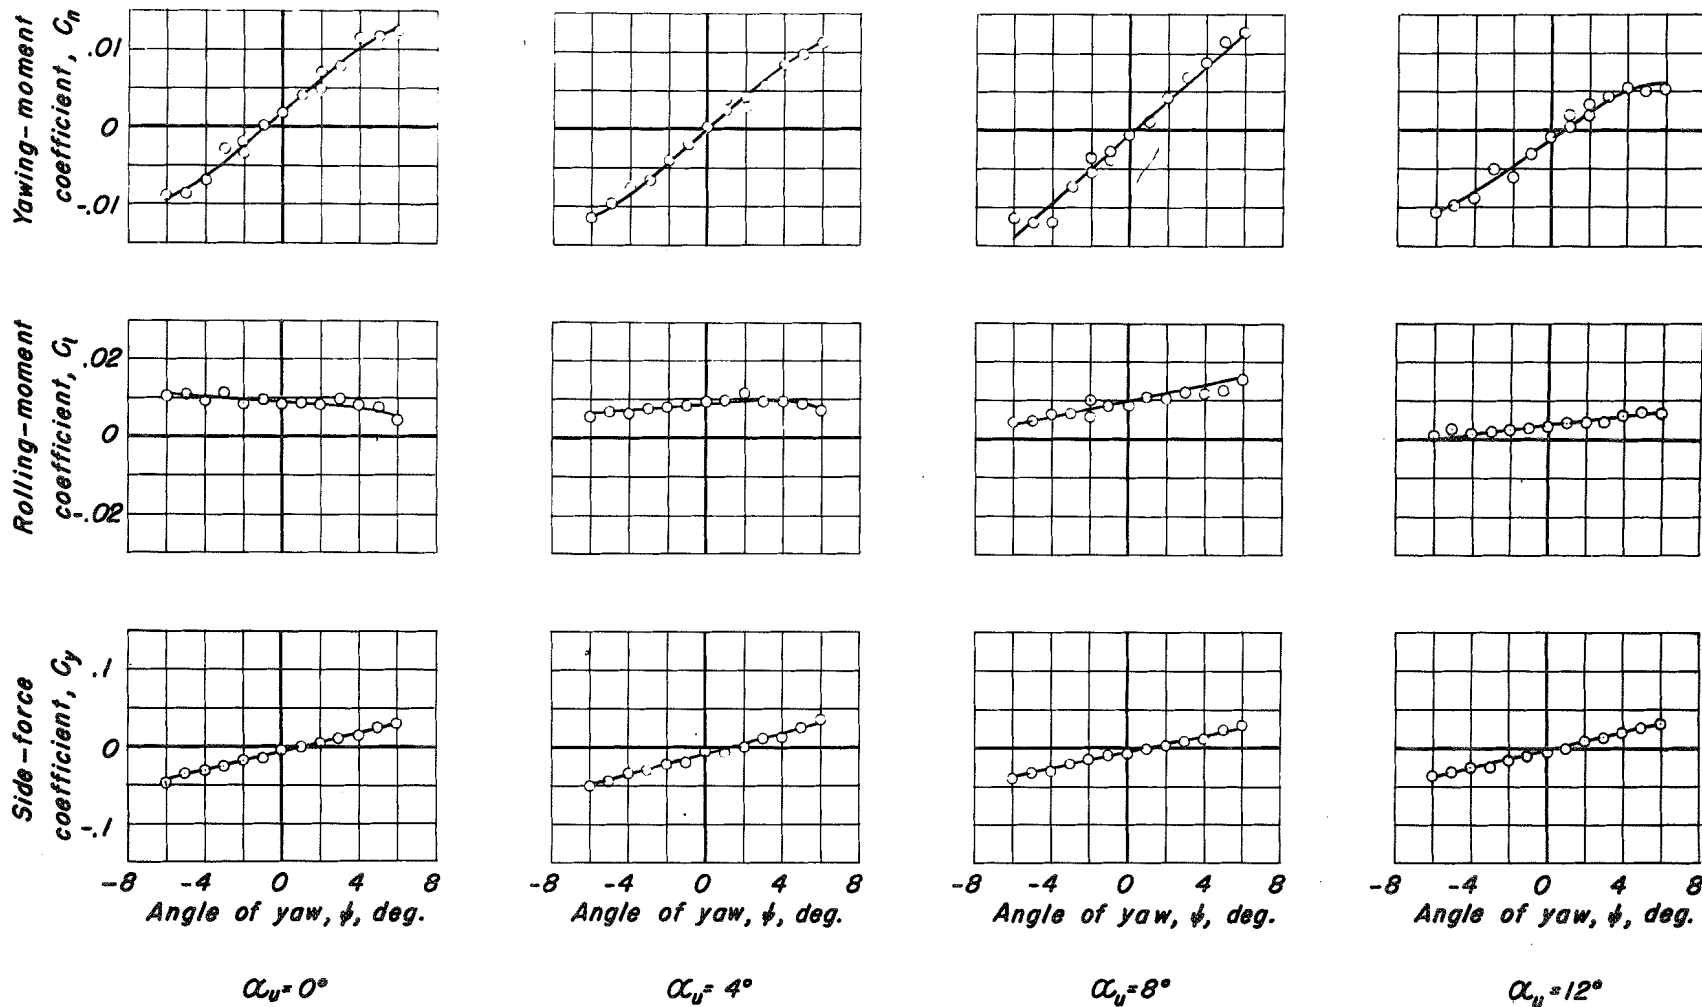 Yawing-moment
coefficient, Cn
.01
0
-.01
Rolling-moment
coefficient, Cl
.02
0
-.02
Side-force
coefficient, Cy
.1
0
-.1
-8 -4 0 4 8
-8 -4 0 4 8
-8 -4 0 4 8
-8 -4 0 4 8
Angle of yaw, ψ, deg.
Angle of yaw, ψ, deg.
Angle of yaw, ψ, deg.
Angle of yaw, ψ, deg.
αu= 0°
αu= 4°
αu= 8°
αu=12°